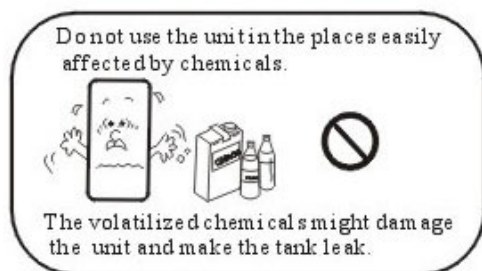 Do not use the unit in the places easily
affected by chemicals.
The volatilized chemicals might damage
the unit and make the tank leak.